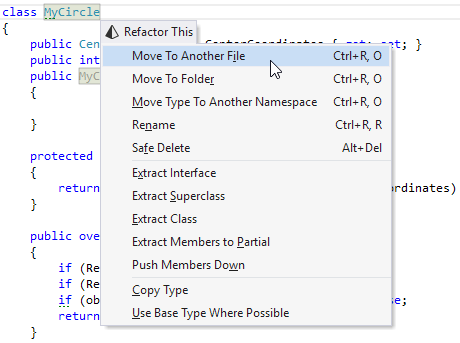 class MyCircle
Refactor This
{
public Cen CenterCoordinates { get; set; }
Move To Another File Ctrl+R, O
public int
Move To Folder Ctrl+R, O
public MyC
Move Type To Another Namespace Ctrl+R, O
{
Rename Ctrl+R, R
}
Safe Delete Alt+Del
protected
Extract Interface
{
return ordinates)
Extract Superclass
}
Extract Class
public ove
Extract Members to Partial
{
Push Members Down
if (Re
if (Re
Copy Type
if (ob se;
return
Use Base Type Where Possible
}